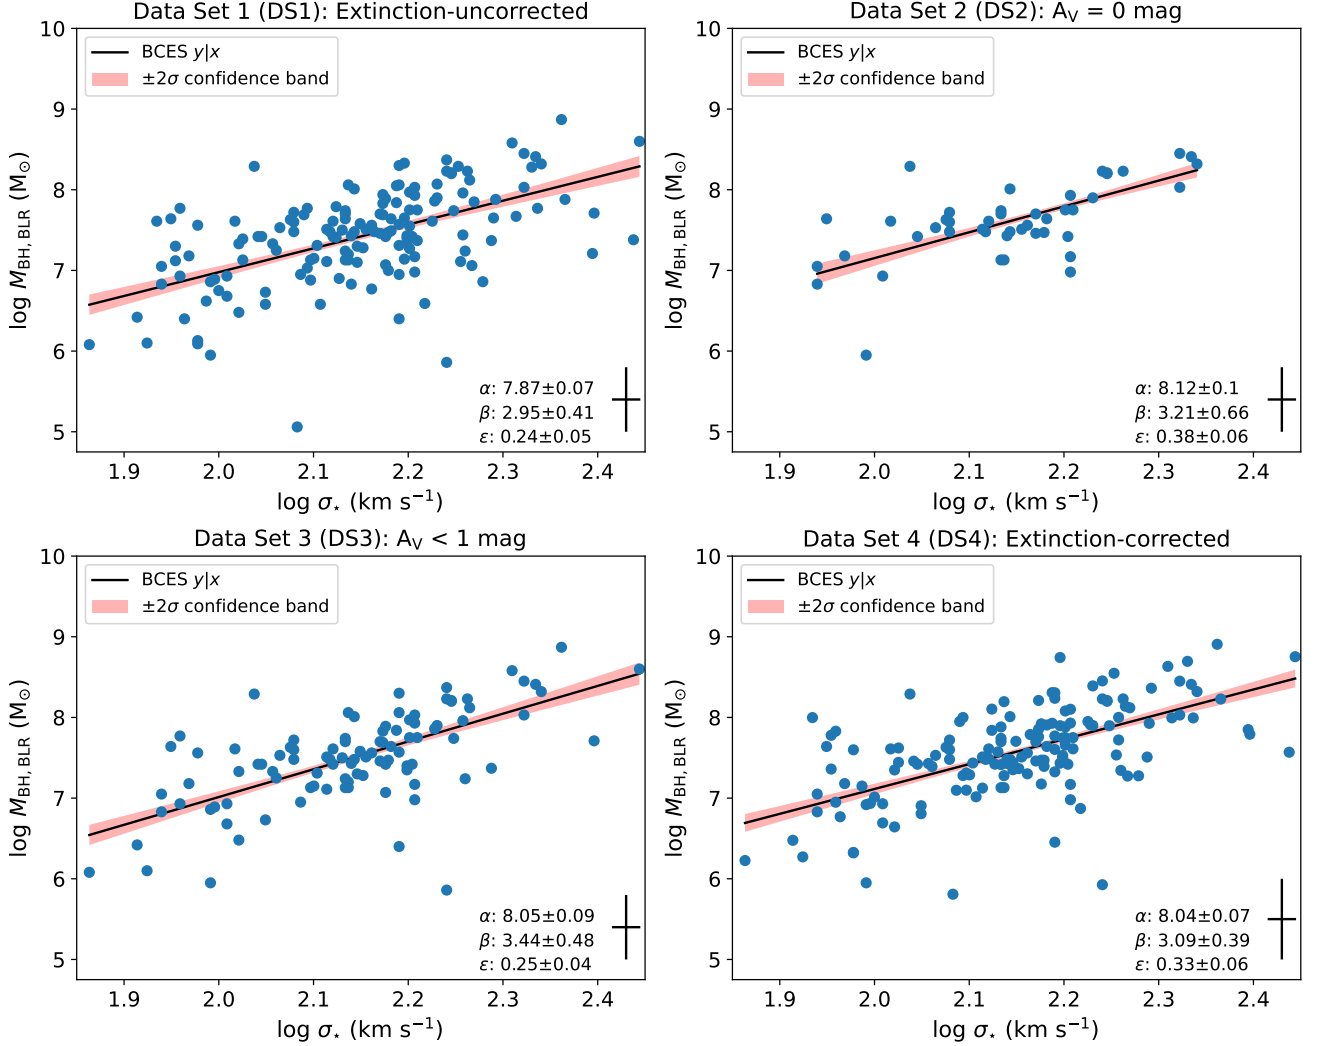 Data Set 1 (DS1): Extinction-uncorrected
BCES y|x
±2σ confidence band
10
9
8
7
6
5
log M_BH,BLR (M_⊙)
α: 7.87±0.07
β: 2.95±0.41
ε: 0.24±0.05
1.9 2.0 2.1 2.2 2.3 2.4
log σ⋆ (km s⁻¹)
Data Set 2 (DS2): A_V = 0 mag
BCES y|x
±2σ confidence band
10
9
8
7
6
5
log M_BH,BLR (M_⊙)
α: 8.12±0.1
β: 3.21±0.66
ε: 0.38±0.06
1.9 2.0 2.1 2.2 2.3 2.4
log σ⋆ (km s⁻¹)
Data Set 3 (DS3): A_V < 1 mag
BCES y|x
±2σ confidence band
10
9
8
7
6
5
log M_BH,BLR (M_⊙)
α: 8.05±0.09
β: 3.44±0.48
ε: 0.25±0.04
1.9 2.0 2.1 2.2 2.3 2.4
log σ⋆ (km s⁻¹)
Data Set 4 (DS4): Extinction-corrected
BCES y|x
±2σ confidence band
10
9
8
7
6
5
log M_BH,BLR (M_⊙)
α: 8.04±0.07
β: 3.09±0.39
ε: 0.33±0.06
1.9 2.0 2.1 2.2 2.3 2.4
log σ⋆ (km s⁻¹)